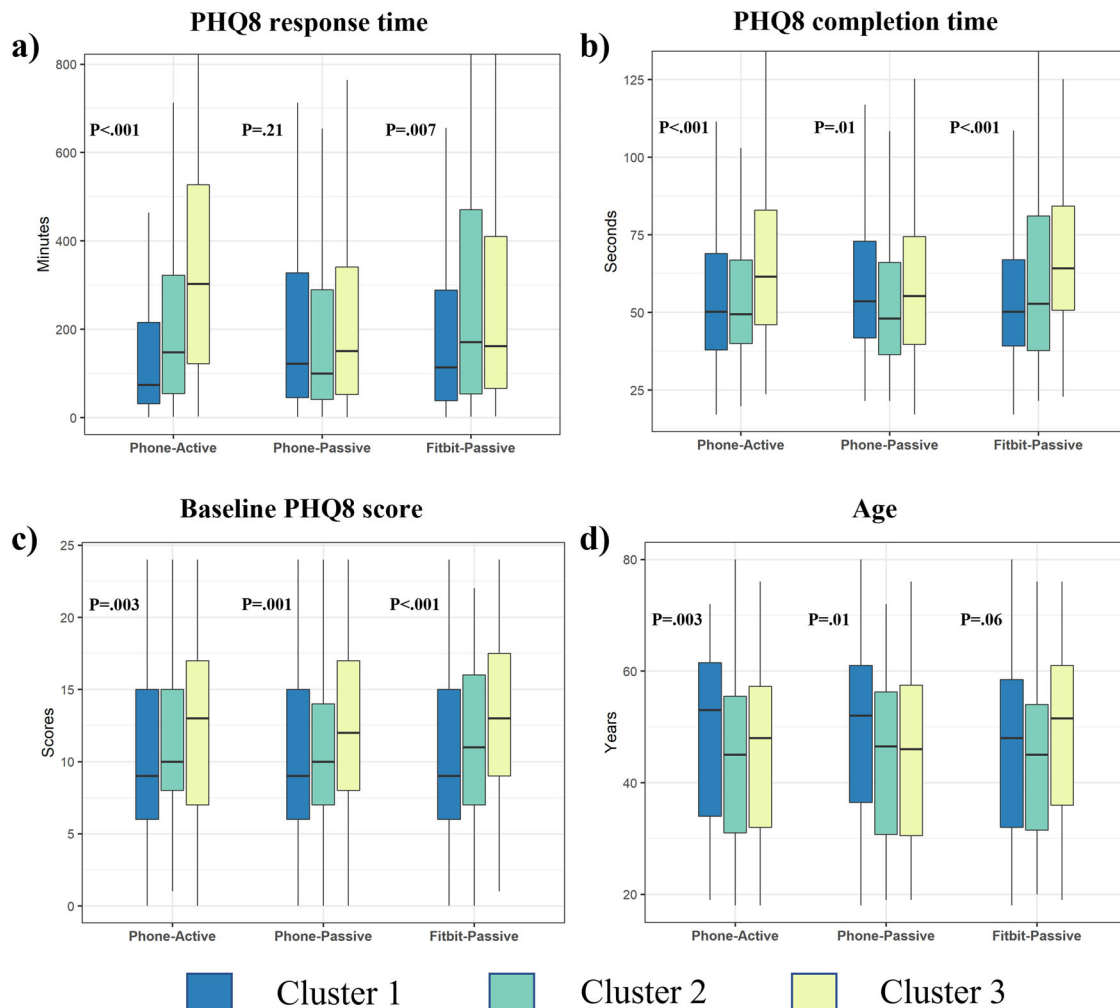 PHQ8 response time
a)
800
600
400
200
0
Minutes
P<.001
P=.21
P=.007
Phone-Active
Phone-Passive
Fitbit-Passive
PHQ8 completion time
b)
125
100
75
50
25
Seconds
P<.001
P=.01
P<.001
Phone-Active
Phone-Passive
Fitbit-Passive
Baseline PHQ8 score
c)
25
20
15
10
5
0
Scores
P=.003
P=.001
P<.001
Phone-Active
Phone-Passive
Fitbit-Passive
Age
d)
80
60
40
20
Years
P=.003
P=.01
P=.06
Phone-Active
Phone-Passive
Fitbit-Passive
Cluster 1
Cluster 2
Cluster 3